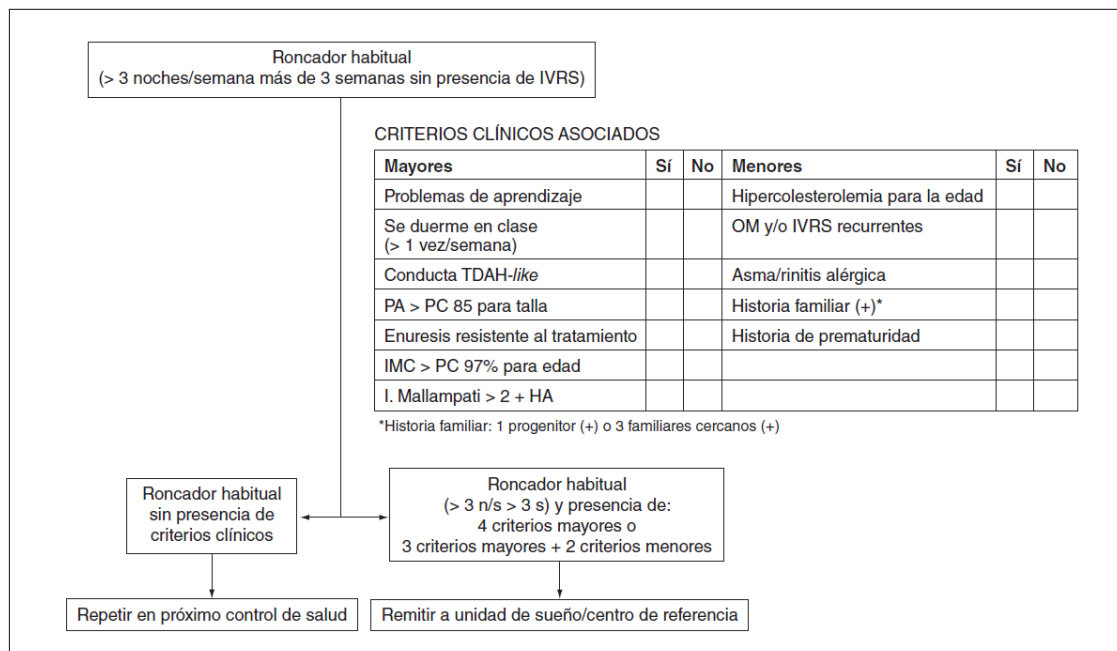 Roncador habitual
(> 3 noches/semana más de 3 semanas sin presencia de IVRS)
CRITERIOS CLÍNICOS ASOCIADOS
Mayores Sí No Menores Sí No
Problemas de aprendizaje Hipercolesterolemia para la edad
Se duerme en clase
(> 1 vez/semana)
OM y/o IVRS recurrentes
Conducta TDAH-like Asma/rinitis alérgica
PA > PC 85 para talla Historia familiar (+)*
Enuresis resistente al tratamiento Historia de prematuridad
IMC > PC 97% para edad
I. Mallampati > 2 + HA
*Historia familiar: 1 progenitor (+) o 3 familiares cercanos (+)
Roncador habitual
sin presencia de
criterios clínicos
Roncador habitual
(> 3 n/s > 3 s) y presencia de:
4 criterios mayores o
3 criterios mayores + 2 criterios menores
Repetir en próximo control de salud
Remitir a unidad de sueño/centro de referencia